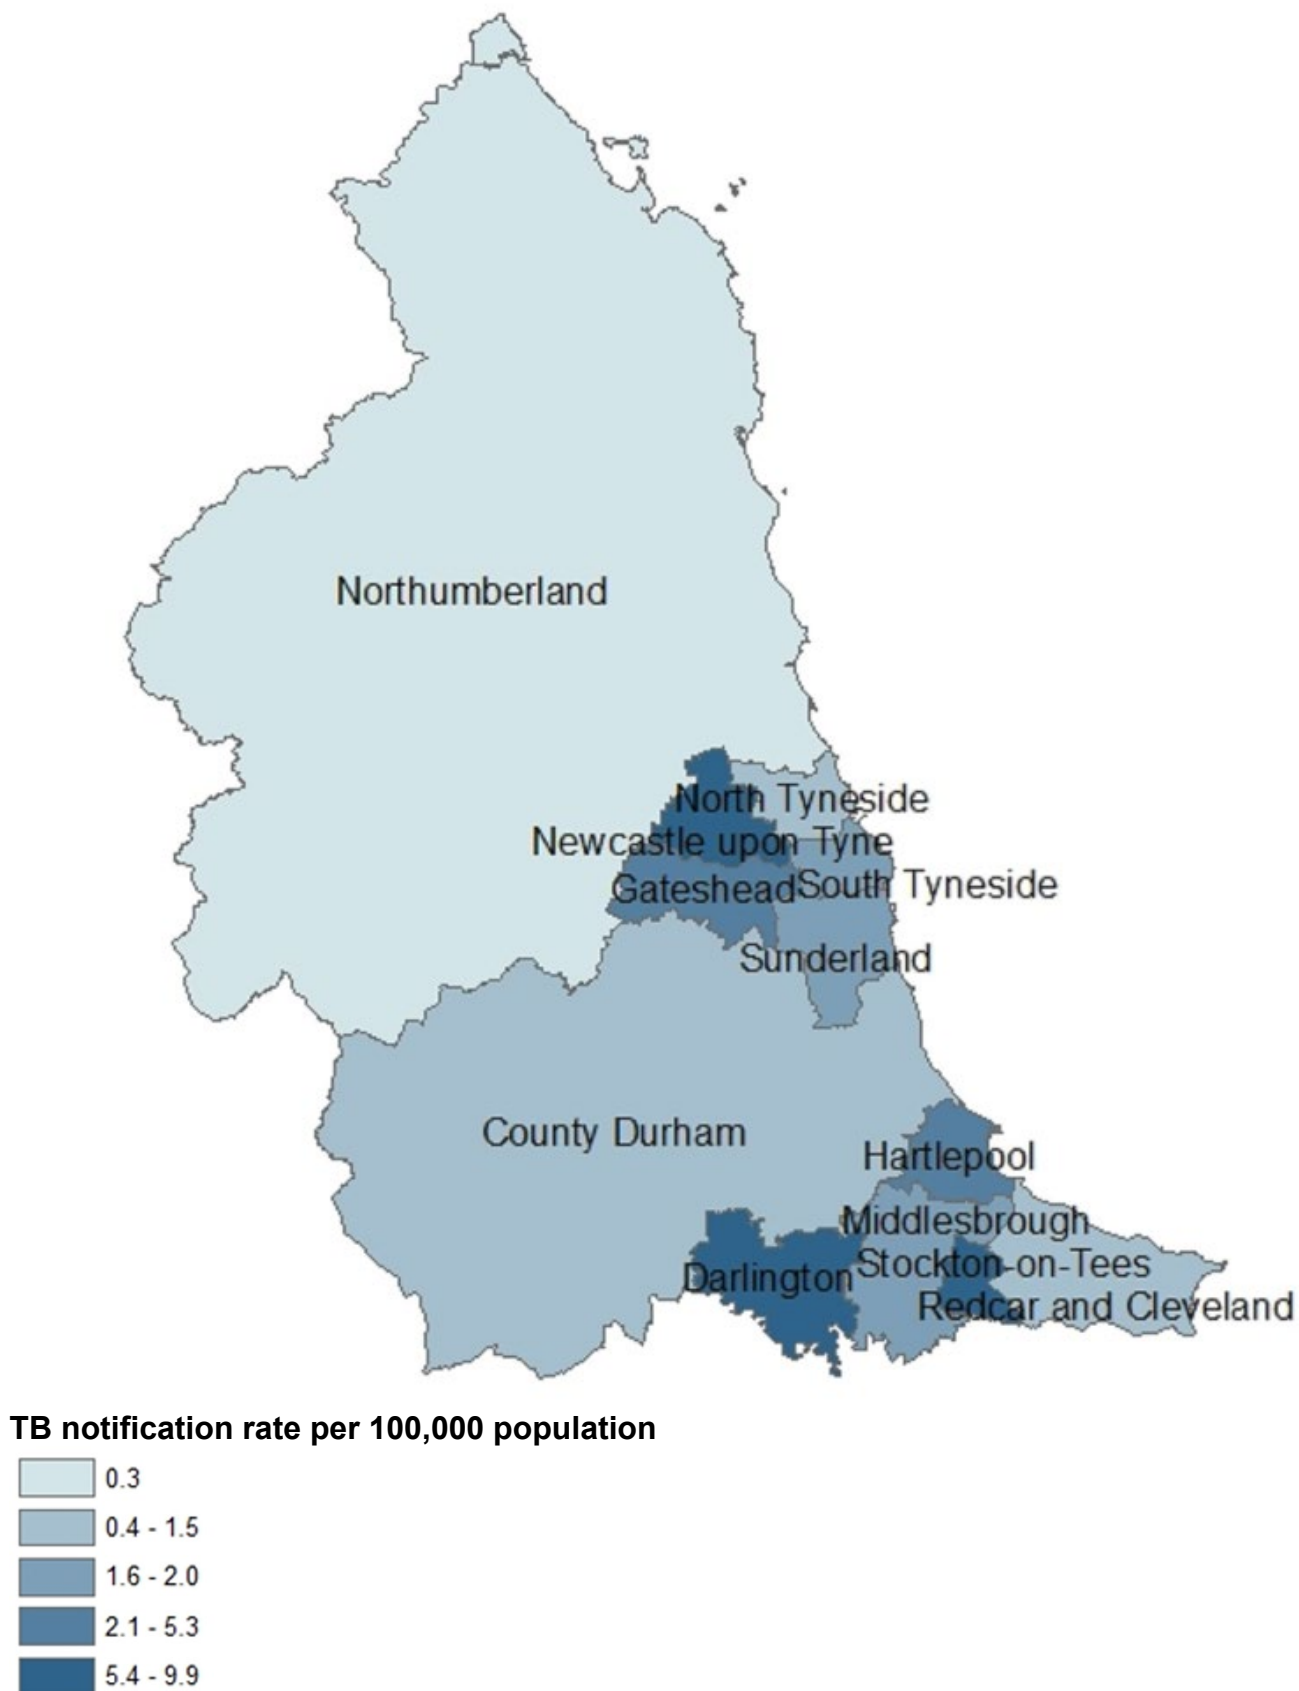 Northumberland
North Tyneside
Newcastle upon Tyne
Gateshead
South Tyneside
Sunderland
County Durham
Hartlepool
Middlesbrough
Stockton-on-Tees
Darlington
Redcar and Cleveland
TB notification rate per 100,000 population
0.3
0.4 - 1.5
1.6 - 2.0
2.1 - 5.3
5.4 - 9.9